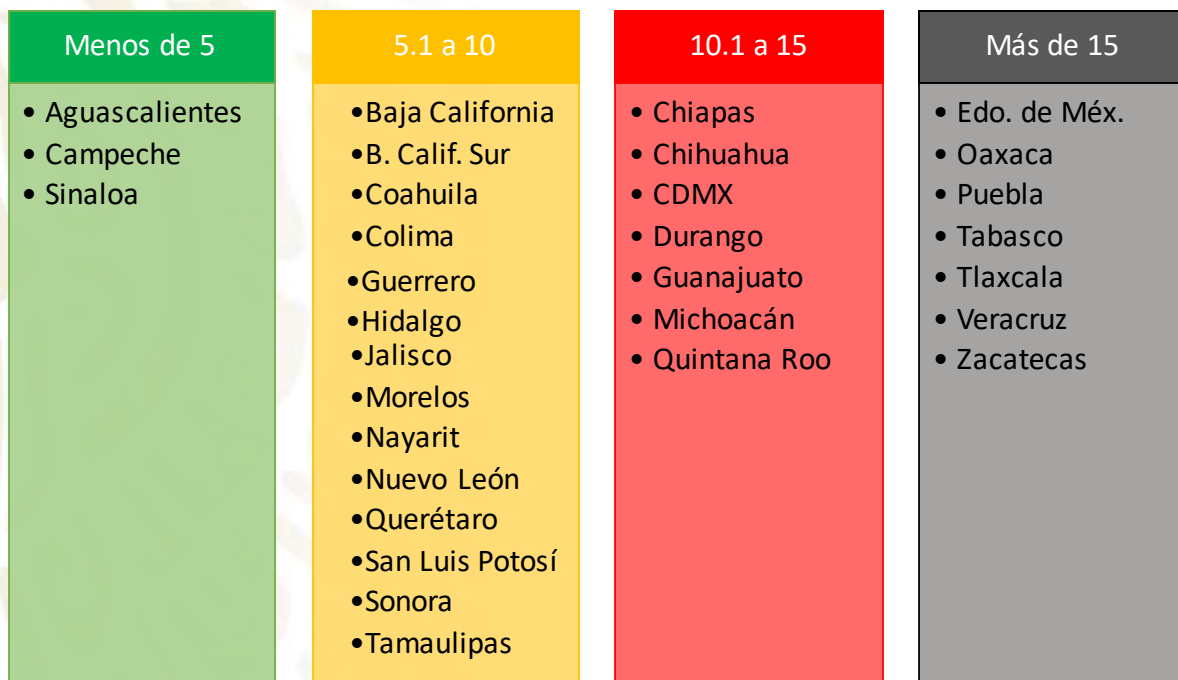 Menos de 5
• Aguascalientes
• Campeche
• Sinaloa
5.1 a 10
•Baja California
•B. Calif. Sur
•Coahuila
•Colima
•Guerrero
•Hidalgo
•Jalisco
•Morelos
•Nayarit
•Nuevo León
•Querétaro
•San Luis Potosí
•Sonora
•Tamaulipas
10.1 a 15
• Chiapas
• Chihuahua
• CDMX
• Durango
• Guanajuato
• Michoacán
• Quintana Roo
Más de 15
• Edo. de Méx.
• Oaxaca
• Puebla
• Tabasco
• Tlaxcala
• Veracruz
• Zacatecas